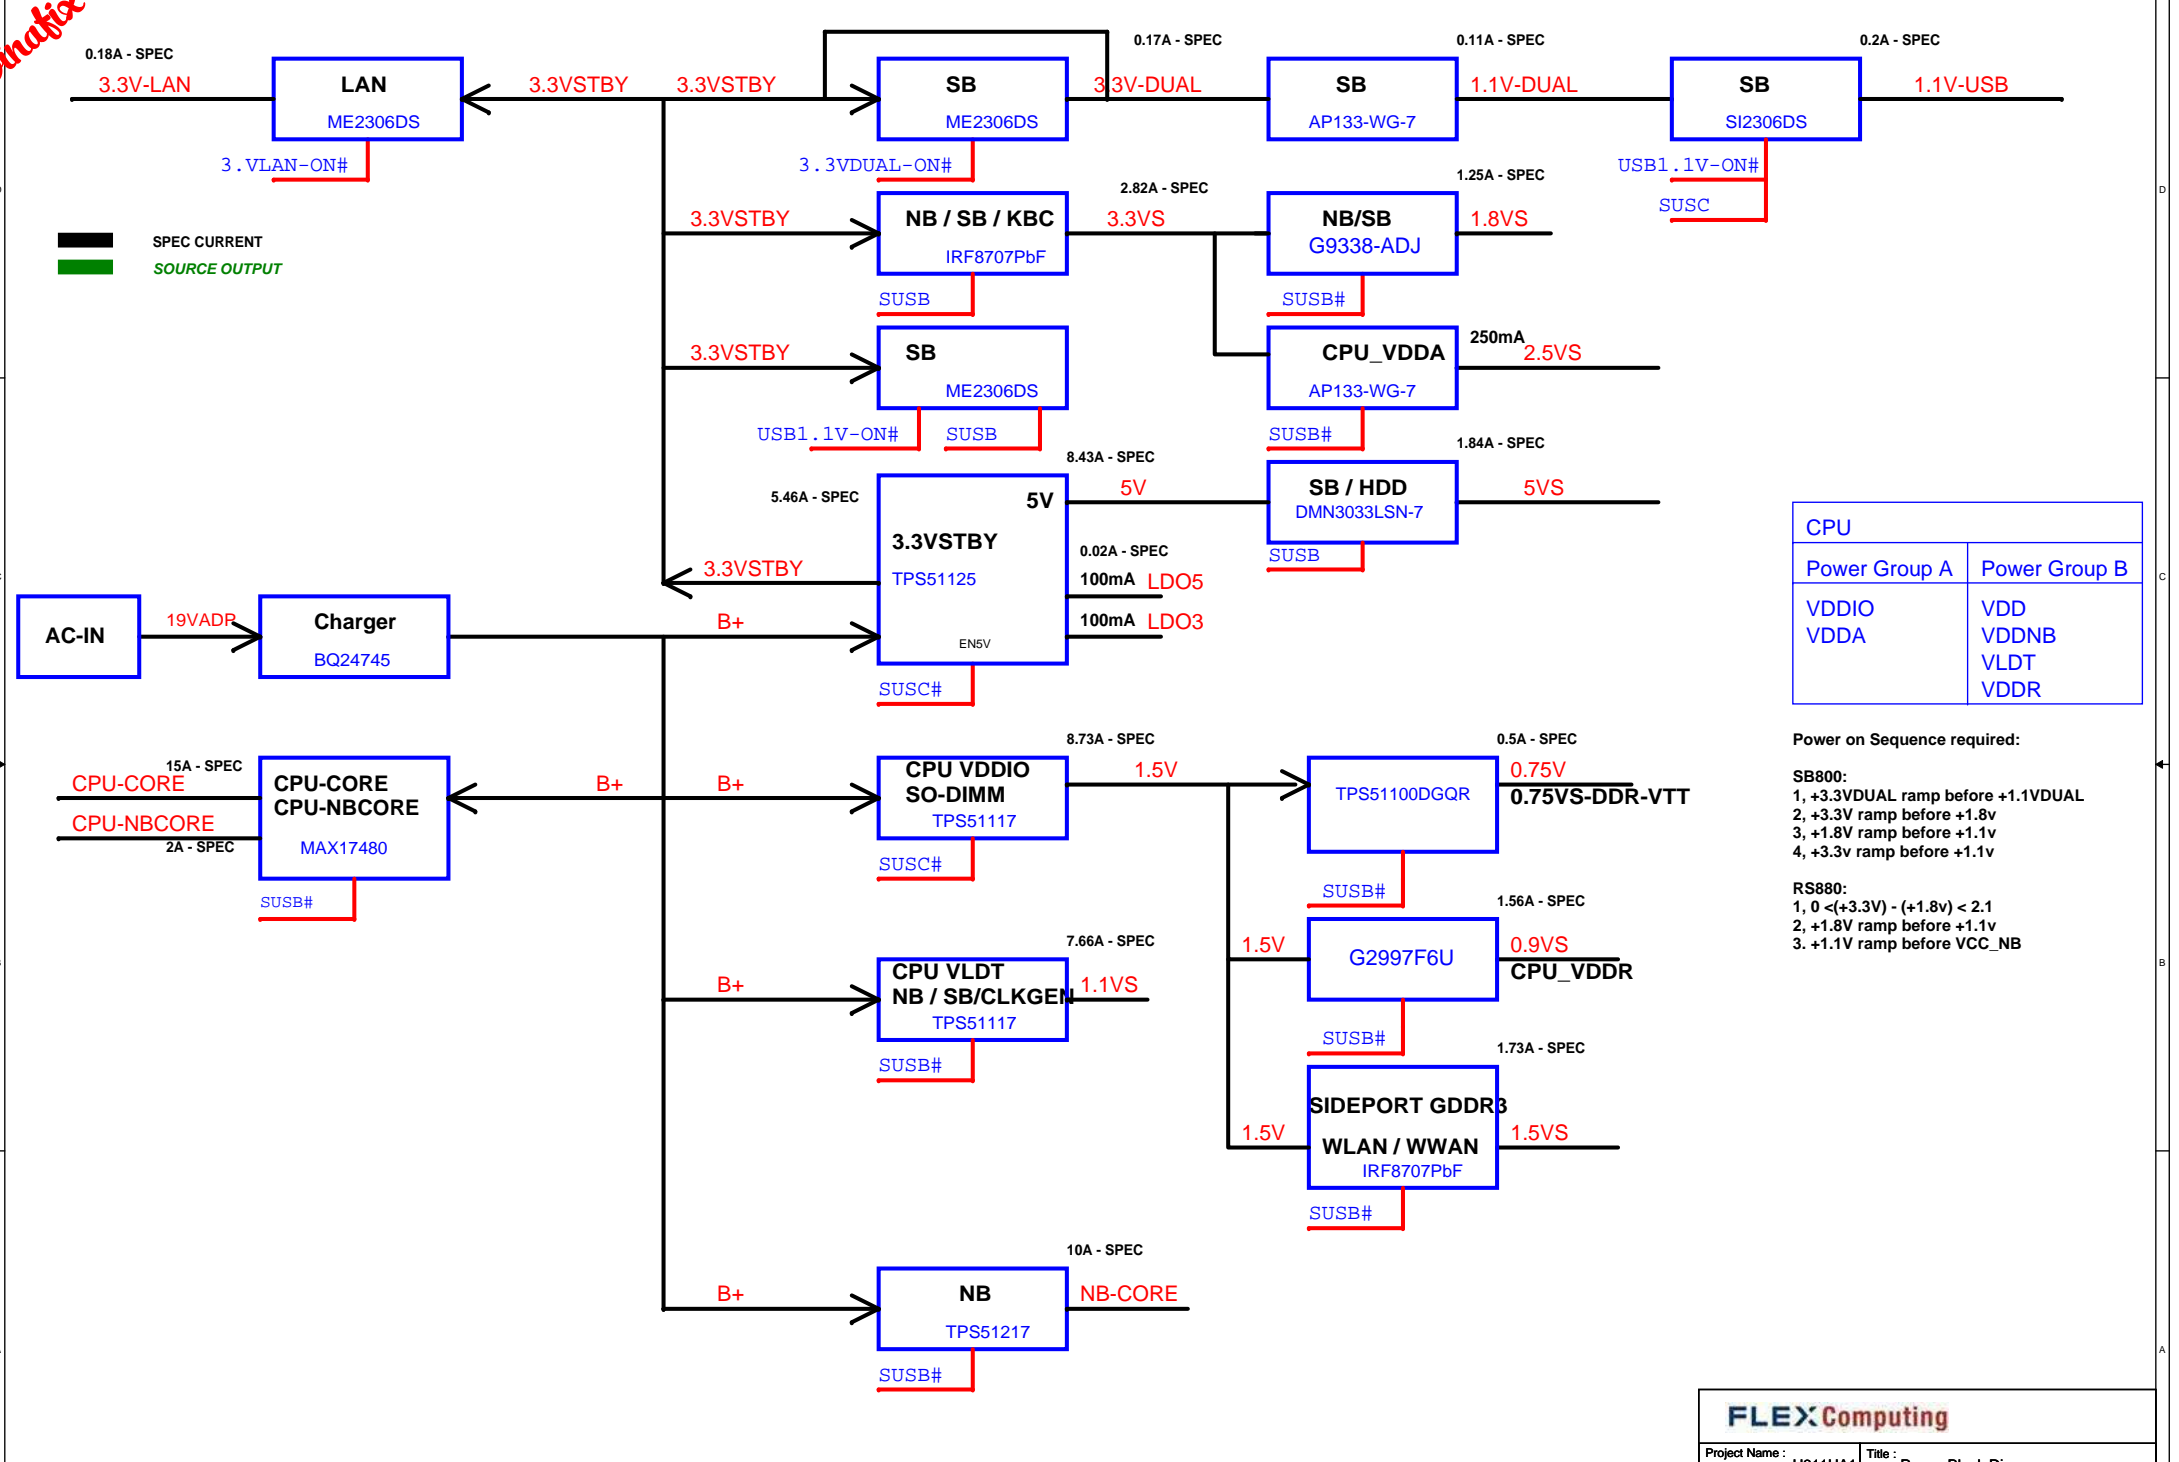 0.18A - SPEC
3.3V-LAN
LAN
ME2306DS
3.VLAN-ON#
3.3VSTBY
3.3VSTBY
SB
ME2306DS
3.3VDUAL-ON#
0.17A - SPEC
3.3V-DUAL
SB
AP133-WG-7
0.11A - SPEC
1.1V-DUAL
SB
SI2306DS
USB1.1V-ON#
SUSC
0.2A - SPEC
1.1V-USB
SPEC CURRENT
SOURCE OUTPUT
3.3VSTBY
NB / SB / KBC
IRF8707PbF
SUSB
2.82A - SPEC
3.3VS
NB/SB
G9338-ADJ
SUSB#
1.25A - SPEC
1.8VS
3.3VSTBY
SB
ME2306DS
USB1.1V-ON#
SUSB
CPU_VDDA
AP133-WG-7
SUSB#
250mA
2.5VS
5.46A - SPEC
8.43A - SPEC
5V
5V
3.3VSTBY
TPS51125
EN5V
SUSC#
3.3VSTBY
0.02A - SPEC
100mA LDO5
100mA LDO3
SB / HDD
DMN3033LSN-7
SUSB
1.84A - SPEC
5VS
AC-IN
19VADP
Charger
BQ24745
B+
CPU
Power Group A
Power Group B
VDDIO
VDD
VDDA
VDDNB
VLDT
VDDR
15A - SPEC
CPU-CORE
CPU-NBCORE
2A - SPEC
CPU-CORE
CPU-NBCORE
MAX17480
SUSB#
B+
B+
CPU VDDIO
SO-DIMM
TPS51117
SUSC#
8.73A - SPEC
1.5V
TPS51100DGQR
SUSB#
0.5A - SPEC
0.75V
0.75VS-DDR-VTT
Power on Sequence required:
SB800:
1, +3.3VDUAL ramp before +1.1VDUAL
2, +3.3V ramp before +1.8v
3, +1.8V ramp before +1.1v
4, +3.3v ramp before +1.1v
RS880:
1, 0 <(+3.3V) - (+1.8v) < 2.1
2, +1.8V ramp before +1.1v
3. +1.1V ramp before VCC_NB
B+
CPU VLDT
NB / SB/CLKGEN
TPS51117
SUSB#
7.66A - SPEC
1.1VS
1.5V
G2997F6U
SUSB#
1.56A - SPEC
0.9VS
CPU_VDDR
1.5V
SIDEPORT GDDR3
WLAN / WWAN
IRF8707PbF
SUSB#
1.73A - SPEC
1.5VS
B+
NB
TPS51217
SUSB#
10A - SPEC
NB-CORE
D
C
B
A
FLEX Computing
Project Name :
Title :